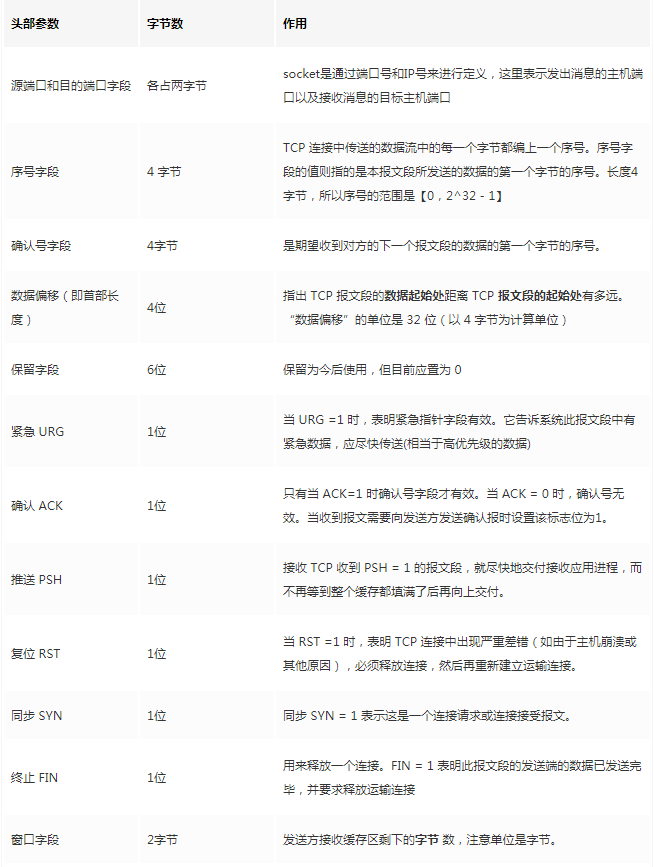 头部参数 字节数 作用
源端口和目的端口字段 各占两字节 socket是通过端口号和IP号来进行定义，这里表示发出消息的主机端
口以及接收消息的目标主机端口
序号字段 4 字节 TCP 连接中传送的数据流中的每一个字节都编上一个序号。序号字
段的值则指的是本报文段所发送的数据的第一个字节的序号。长度4
字节，所以序号的范围是【0，2^32 - 1】
确认号字段 4字节 是期望收到对方的下一个报文段的数据的第一个字节的序号。
数据偏移（即首部长
度） 4位 指出 TCP 报文段的数据起始处距离 TCP 报文段的起始处有多远。
“数据偏移”的单位是 32 位（以 4 字节为计算单位）
保留字段 6位 保留为今后使用，但目前应置为 0
紧急 URG 1位 当 URG =1 时，表明紧急指针字段有效。它告诉系统此报文段中有
紧急数据，应尽快传送(相当于高优先级的数据)
确认 ACK 1位 只有当 ACK=1 时确认号字段才有效。当 ACK = 0 时，确认号无
效。当收到报文需要向发送方发送确认报时设置该标志位为1。
推送 PSH 1位 接收 TCP 收到 PSH = 1 的报文段，就尽快地交付接收应用进程，而
不再等到整个缓存都填满了后再向上交付。
复位 RST 1位 当 RST =1 时，表明 TCP 连接中出现严重差错（如由于主机崩溃或
其他原因），必须释放连接，然后再重新建立运输连接。
同步 SYN 1位 同步 SYN = 1 表示这是一个连接请求或连接接受报文。
终止 FIN 1位 用来释放一个连接。FIN = 1 表明此报文段的发送端的数据已发送完
毕，并要求释放运输连接
窗口字段 2字节 发送方接收缓存区剩下的字节 数，注意单位是字节。